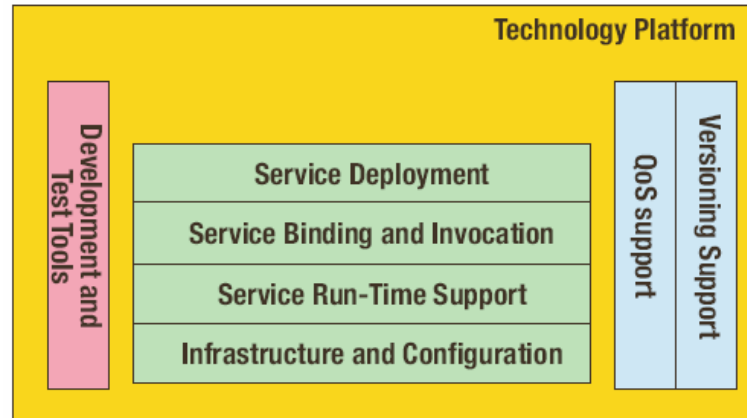 Technology Platform
Development and
Test Tools
Service Deployment
Service Binding and Invocation
Service Run-Time Support
Infrastructure and Configuration
QoS support
Versioning Support